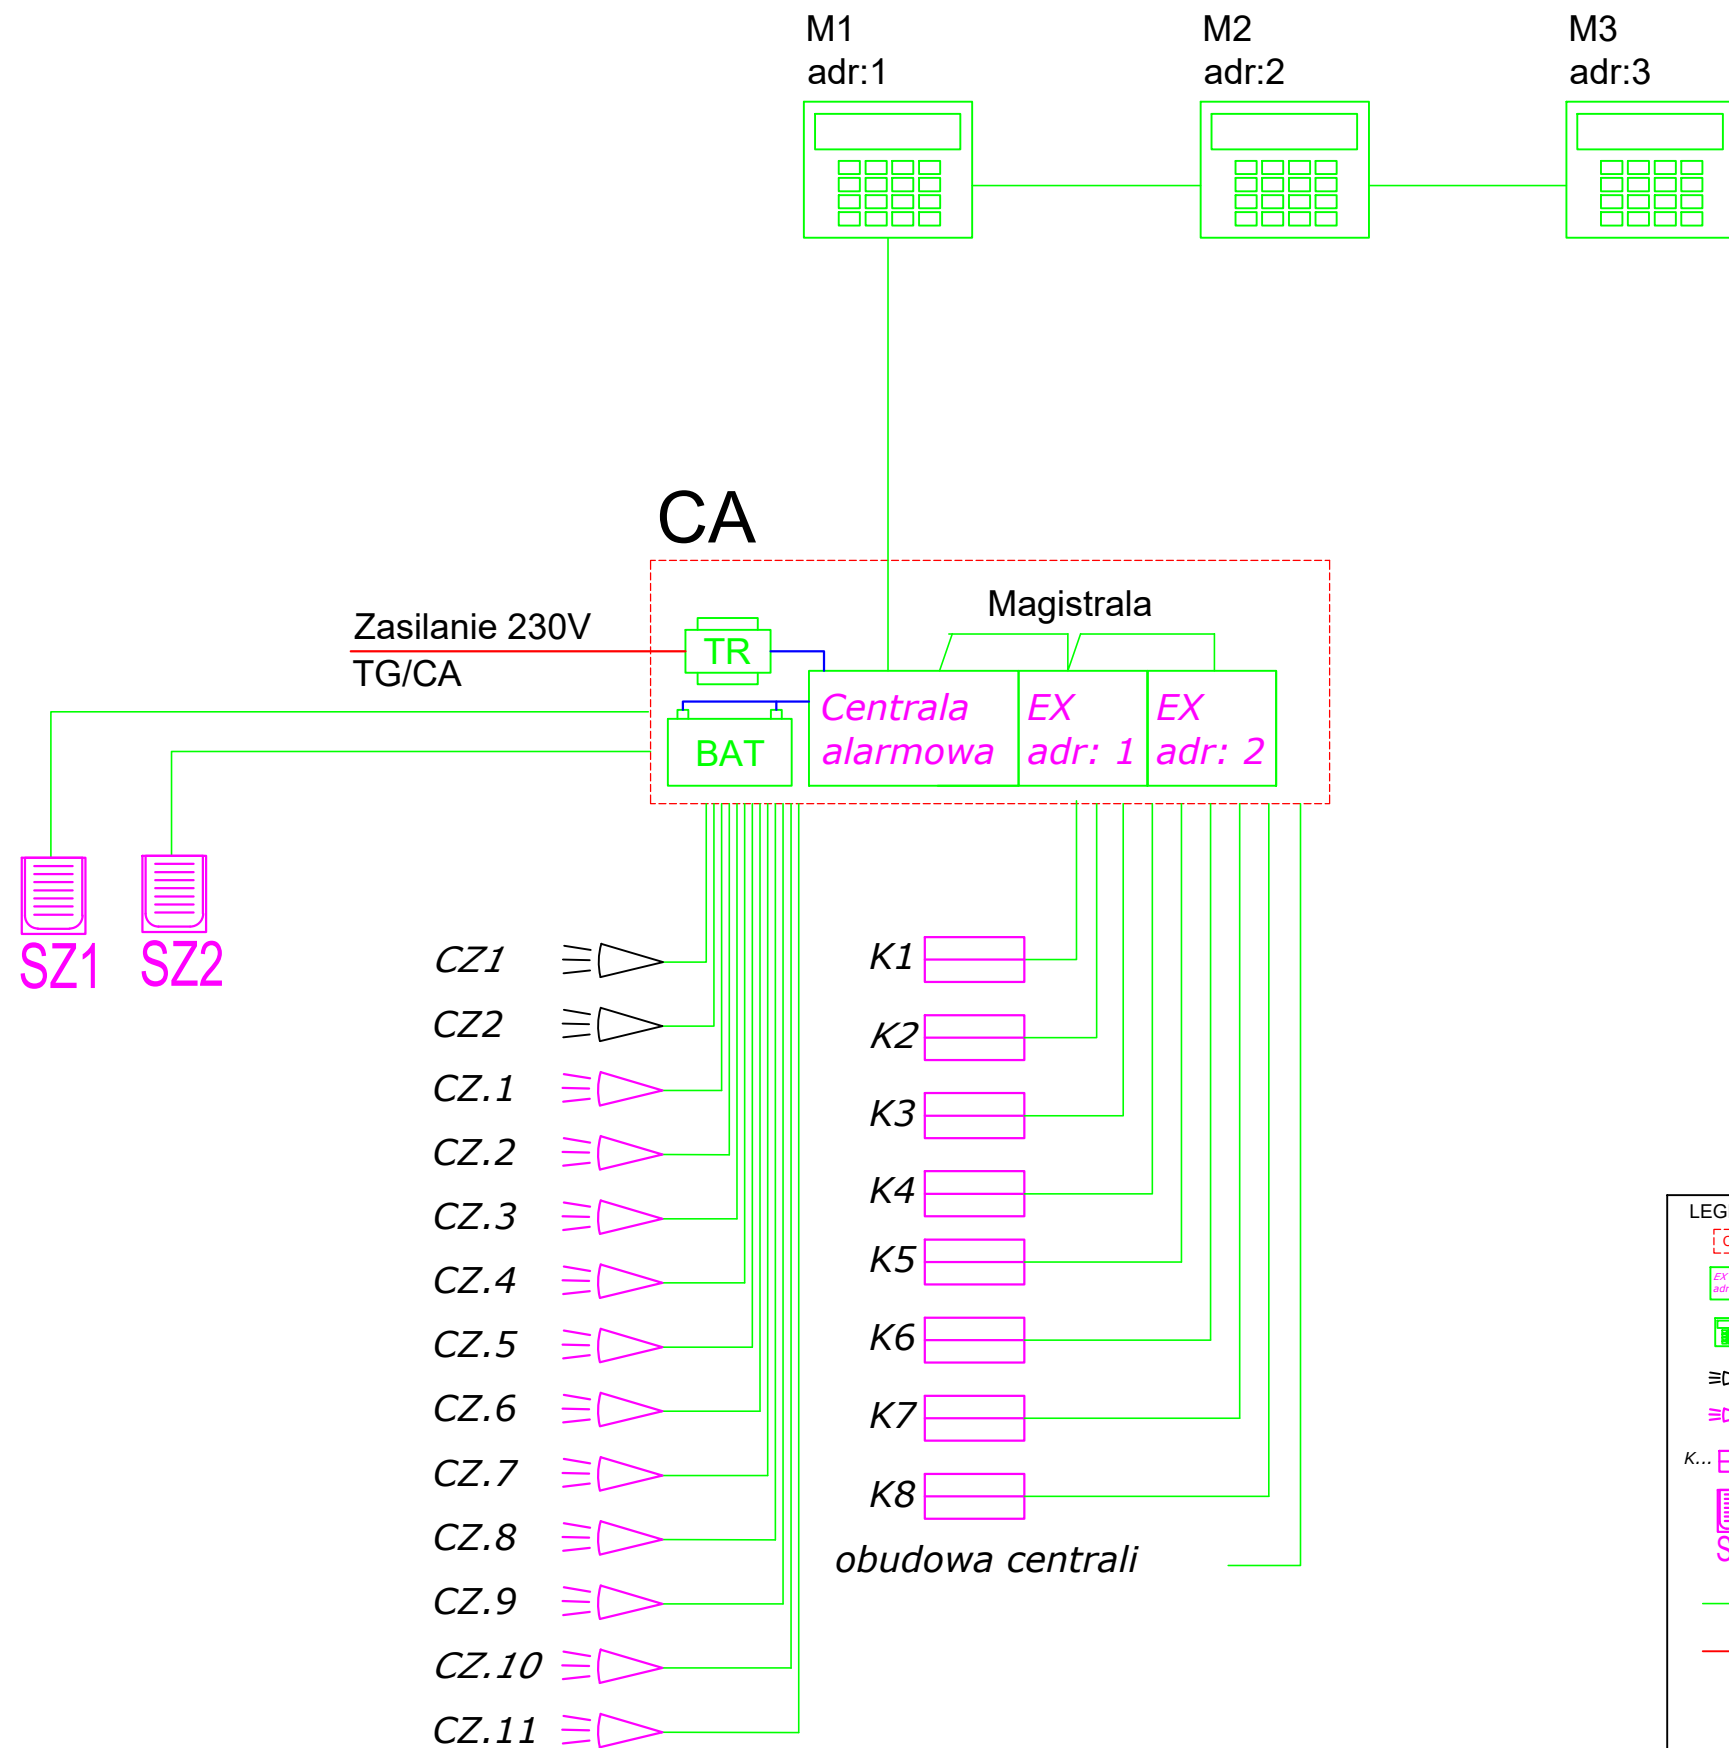 M1
adr:1
M2
adr:2
M3
adr:3
CA
Magistrala
Zasilanie 230V
TG/CA
TR
BAT
Centrala
alarmowa
EX
adr: 1
EX
adr: 2
SZ1
SZ2
CZ1
CZ2
CZ.1
CZ.2
CZ.3
CZ.4
CZ.5
CZ.6
CZ.7
CZ.8
CZ.9
CZ.10
CZ.11
K1
K2
K3
K4
K5
K6
K7
K8
obudowa centrali
LEG
EX
adr
K...